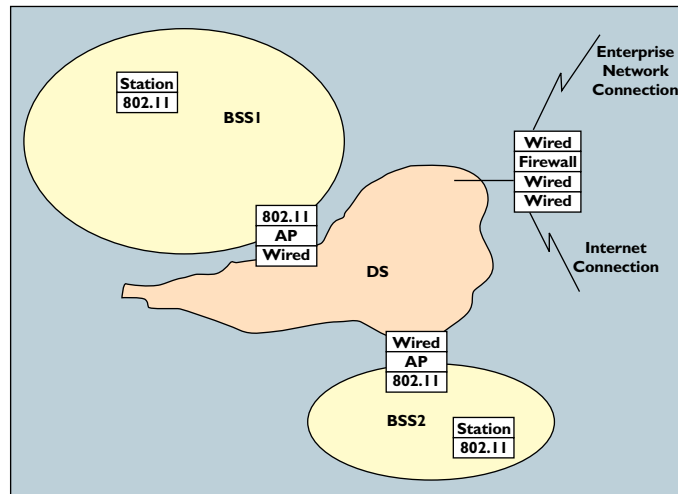 Enterprise
Network
Connection
Station
802.11
BSS1
Wired
Firewall
Wired
Wired
802.11
AP
Wired
Internet
Connection
DS
Wired
AP
802.11
BSS2
Station
802.11